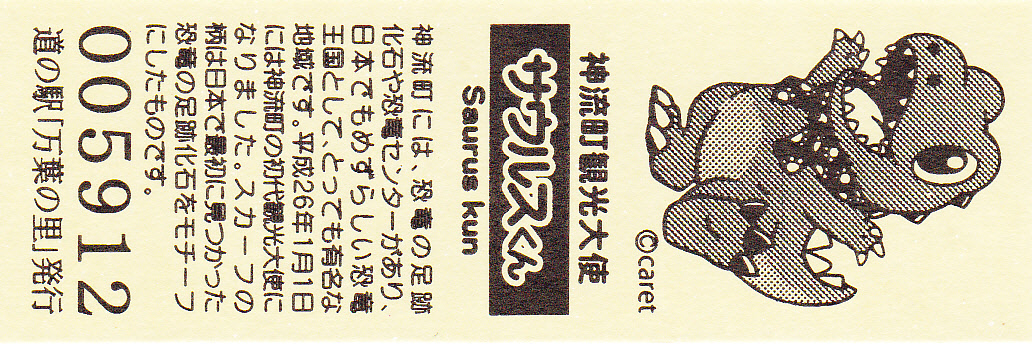 ©caret
神流町観光大使
サウルスくん
Saurus kun
神流町には、恐竜の足跡
化石や恐竜センターがあり、
日本でもめずらしい恐竜
王国として、とっても有名な
地域です。平成26年1月1日
には神流町の初代観光大使に
なりました。スカーフの
柄は日本で最初に見つかった
恐竜の足跡化石をモチーフ
にしたものです。
005912
道の駅「万葉の里」発行